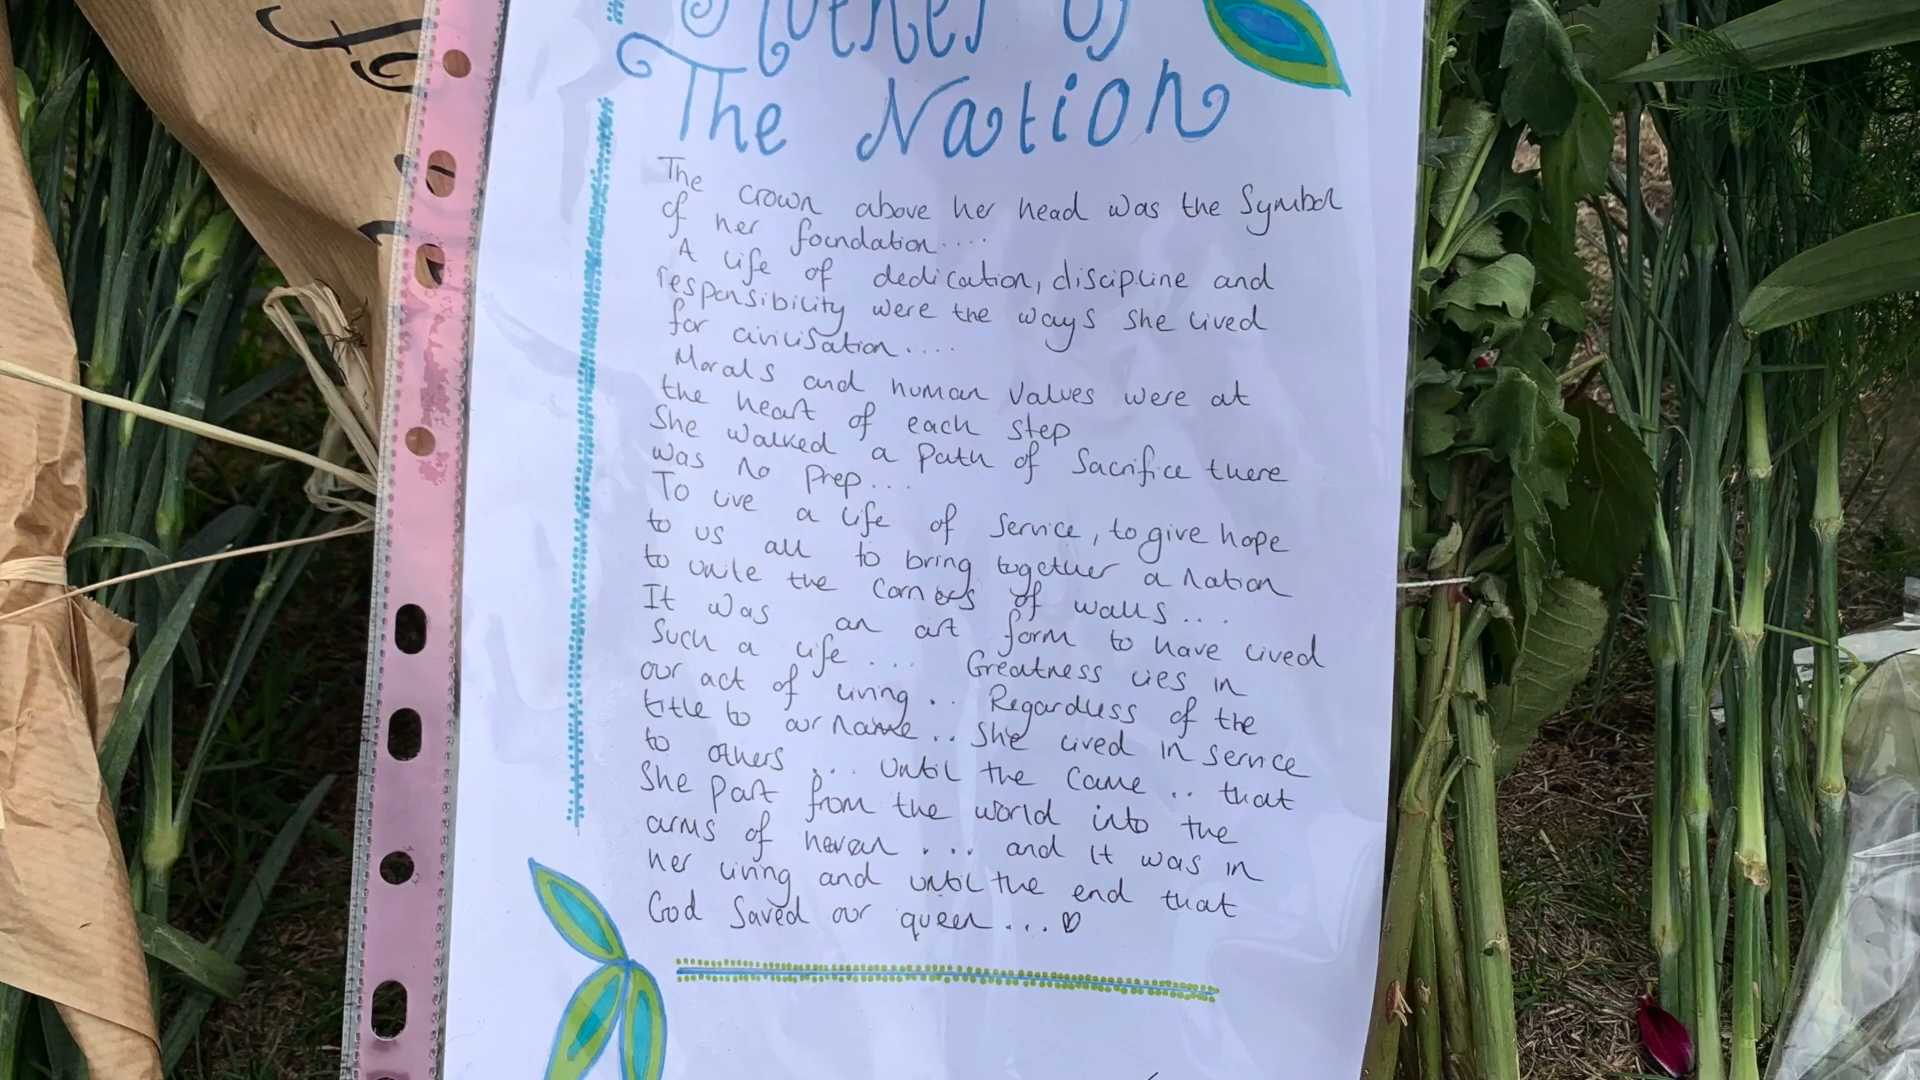 Mother of
The Nation
The crown above her head was the Symbol
of her foundation....
A life of dedication, discipline and
responsibility were the ways she lived
for civilisation....
Morals and human values were at
the heart of each step
She walked a path of Sacrifice there
was no prep...
To live a life of service, to give hope
to us all to bring together a nation
to unite the corners of walls....
It was an art form to have lived
Such a life... Greatness lies in
our act of living.. Regardless of the
title to our name.. She lived in service
to others... until the came.. that
She part from the world into the
arms of heven... and it was in
her living and until the end that
God Saved our queen...♡